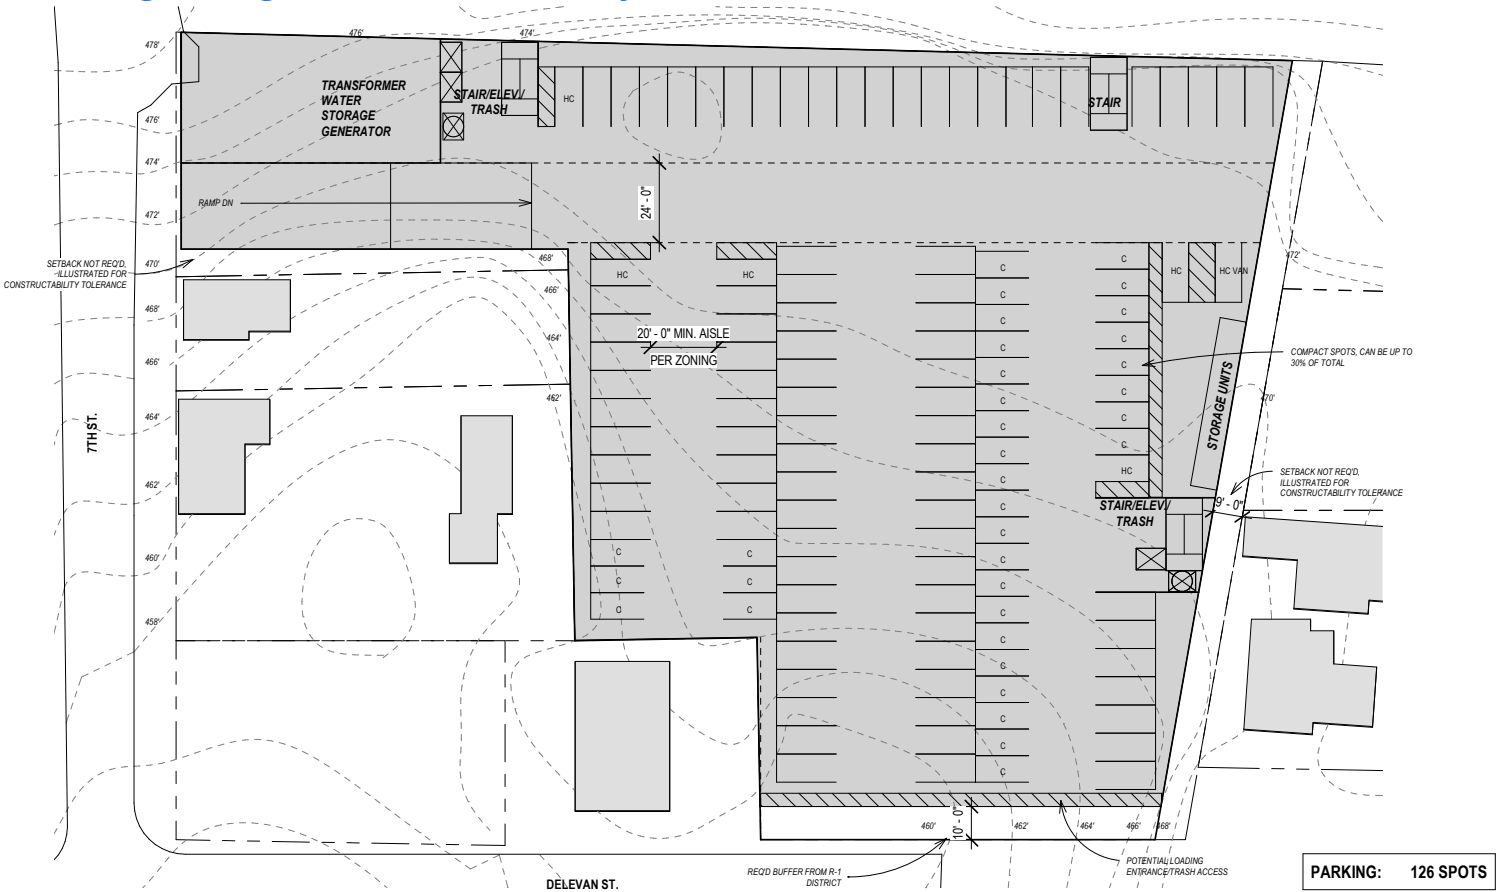 478'
476'
474'
TRANSFORMER
WATER
STORAGE
GENERATOR
STAIR/ELEV./
TRASH
HC
STAIR
476'
474'
24' - 0"
RAMP DN
472'
SETBACK NOT REQ'D,
ILLUSTRATED FOR
CONSTRUCTABILITY TOLERANCE
470'
468'
HC
HC
C
C
HC
HC VAN
472'
466'
C
C
468'
C
C
20' - 0" MIN. AISLE
PER ZONING
464'
C
C
COMPACT SPOTS, CAN BE UP TO
30% OF TOTAL
466'
C
C
STORAGE UNITS
462'
C
C
470'
464'
7TH ST.
C
C
C
C
HC
462'
C
SETBACK NOT REQ'D,
ILLUSTRATED FOR
CONSTRUCTABILITY TOLERANCE
C
STAIR/ELEV./
TRASH
9' - 0"
C
460'
C
C
C
C
C
C
C
C
C
C
458'
C
C
C
C
C
C
10' - 0"
460'
462'
464'
466'
468'
REQ'D BUFFER FROM R-1
DISTRICT
POTENTIAL LOADING
ENTRANCE/TRASH ACCESS
DELEVAN ST.
PARKING: 126 SPOTS